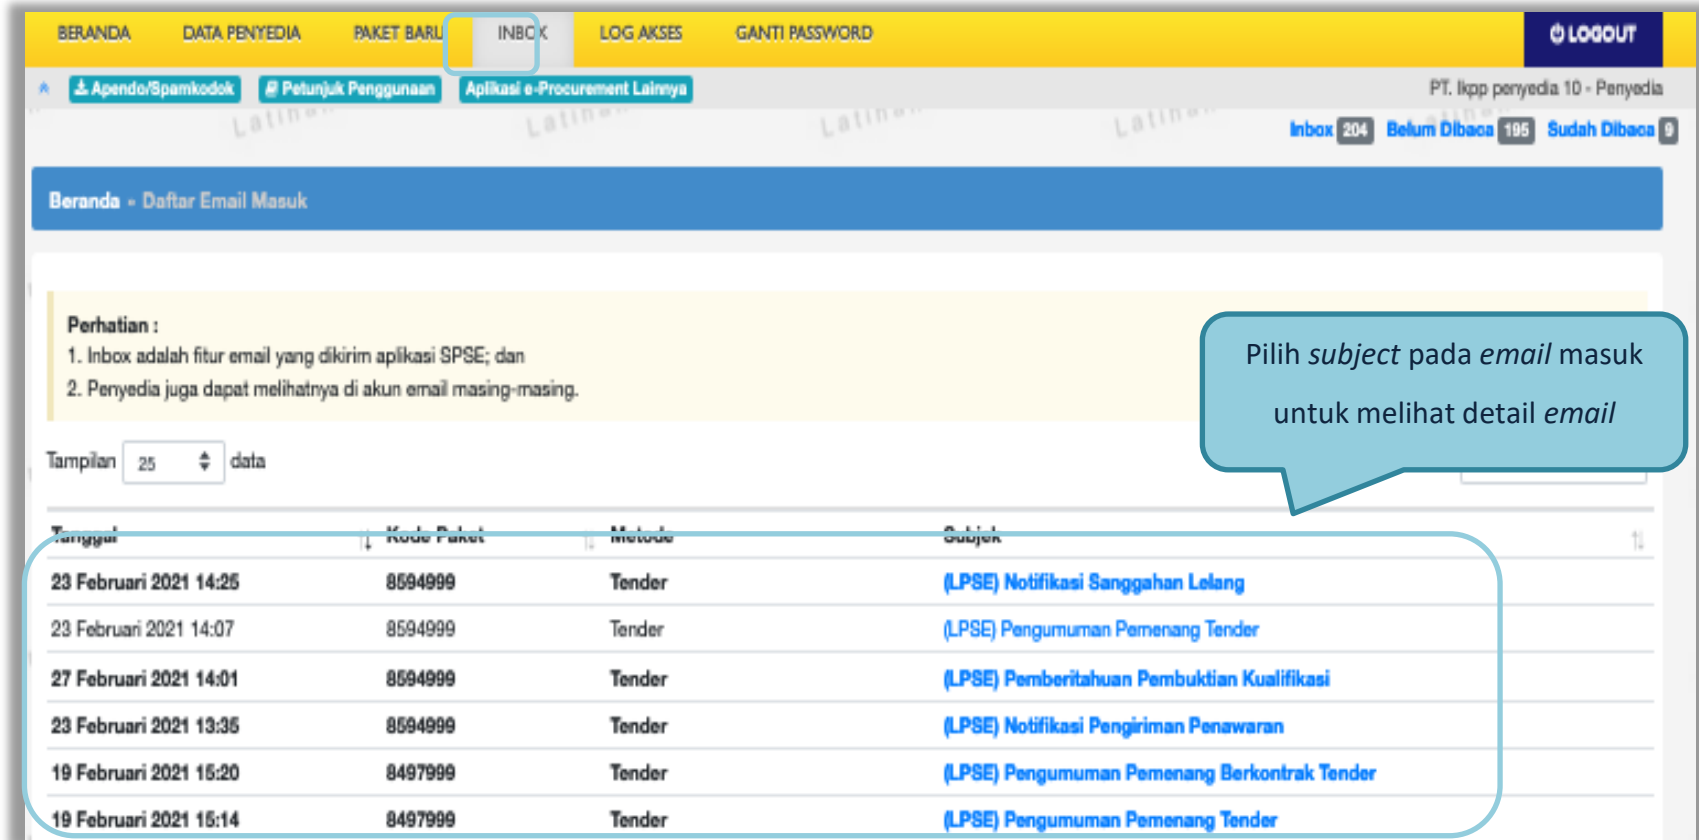 BERANDA DATA PENYEDIA PAKET BARU INBOX LOG AKSES GANTI PASSWORD LOGOUT
Apendo/Spamkodok Petunjuk Penggunaan Aplikasi e-Procurement Lainnya PT. lkpp penyedia 10 - Penyedia
Latihan Latihan Latihan Latihan
Inbox 204 Belum Dibaca 195 Sudah Dibaca 9
Beranda » Daftar Email Masuk
Perhatian :
1. Inbox adalah fitur email yang dikirim aplikasi SPSE; dan
2. Penyedia juga dapat melihatnya di akun email masing-masing.
Pilih subject pada email masuk
untuk melihat detail email
Tampilan 25 data
Tanggal Kode Paket Metode Subjek
23 Februari 2021 14:25 8594999 Tender (LPSE) Notifikasi Sanggahan Lelang
23 Februari 2021 14:07 8594999 Tender (LPSE) Pengumuman Pemenang Tender
27 Februari 2021 14:01 8594999 Tender (LPSE) Pemberitahuan Pembuktian Kualifikasi
23 Februari 2021 13:35 8594999 Tender (LPSE) Notifikasi Pengiriman Penawaran
19 Februari 2021 15:20 8497999 Tender (LPSE) Pengumuman Pemenang Berkontrak Tender
19 Februari 2021 15:14 8497999 Tender (LPSE) Pengumuman Pemenang Tender